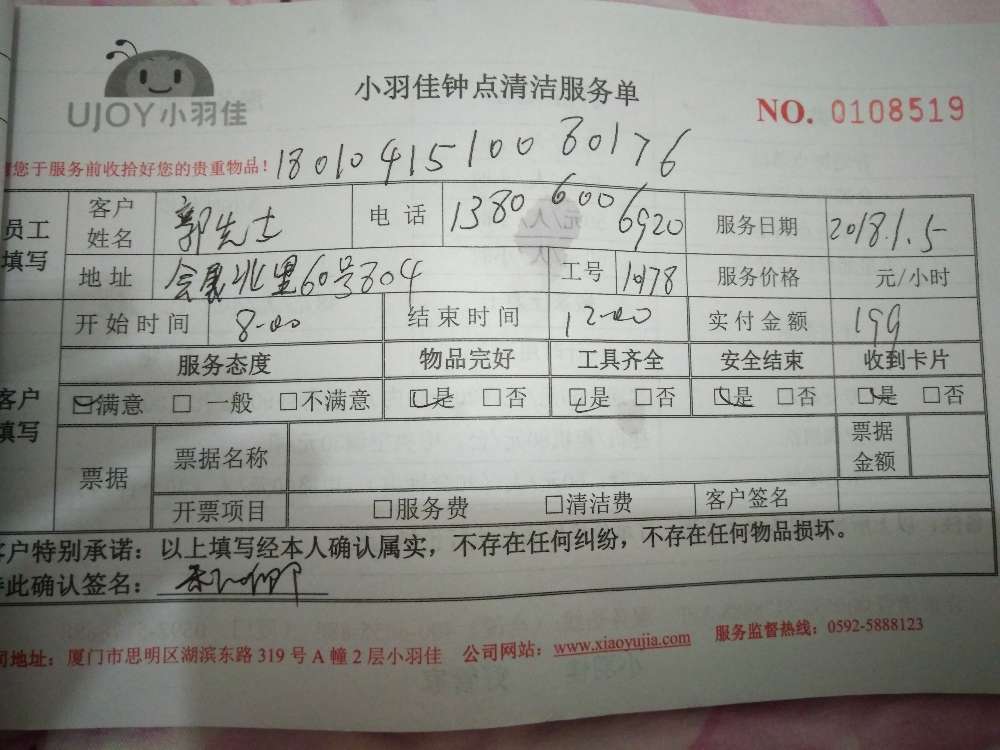 UJOY小羽佳
小羽佳钟点清洁服务单
NO. 0108519
您于服务前收拾好您的贵重物品! 1801041510080176
员工填写 客户姓名 郭先士 电话 13806006920 服务日期 2018.1.5
地址 会展北里60号804 工号 1078 服务价格 元/小时
开始时间 8-00 结束时间 12-00 实付金额 199
客户填写 服务态度 物品完好 工具齐全 安全结束 收到卡片
☑满意 □一般 □不满意 ☑是 □否 ☑是 □否 ☑是 □否 ☑是 □否
票据 票据名称 票据金额
开票项目 □服务费 □清洁费 客户签名
客户特别承诺：以上填写经本人确认属实，不存在任何纠纷，不存在任何物品损坏。
此确认签名：
司地址：厦门市思明区湖滨东路 319 号 A 幢 2 层小羽佳 公司网站：www.xiaoyujia.com 服务监督热线：0592-5888123